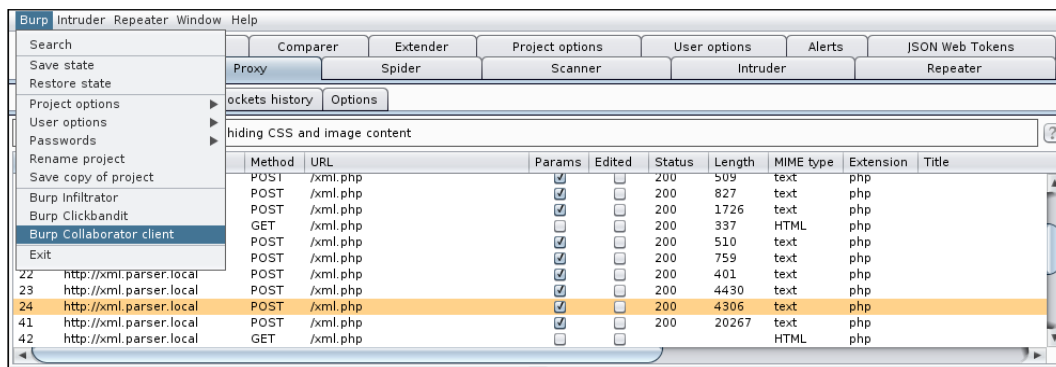 Burp Intruder Repeater Window Help
Search
Save state
Restore state
Project options
User options
Passwords
Rename project
Save copy of project
Burp Infiltrator
Burp Clickbandit
Burp Collaborator client
Exit
Comparer Extender Project options User options Alerts JSON Web Tokens
Proxy Spider Scanner Intruder Repeater
ockets history Options
hiding CSS and image content
?
Method URL Params Edited Status Length MIME type Extension Title
POST /xml.php 200 509 text php
POST /xml.php 200 827 text php
POST /xml.php 200 1726 text php
GET /xml.php 200 337 HTML php
POST /xml.php 200 510 text php
POST /xml.php 200 759 text php
22 http://xml.parser.local POST /xml.php 200 401 text php
23 http://xml.parser.local POST /xml.php 200 4430 text php
24 http://xml.parser.local POST /xml.php 200 4306 text php
41 http://xml.parser.local POST /xml.php 200 20267 text php
42 http://xml.parser.local GET /xml.php HTML php